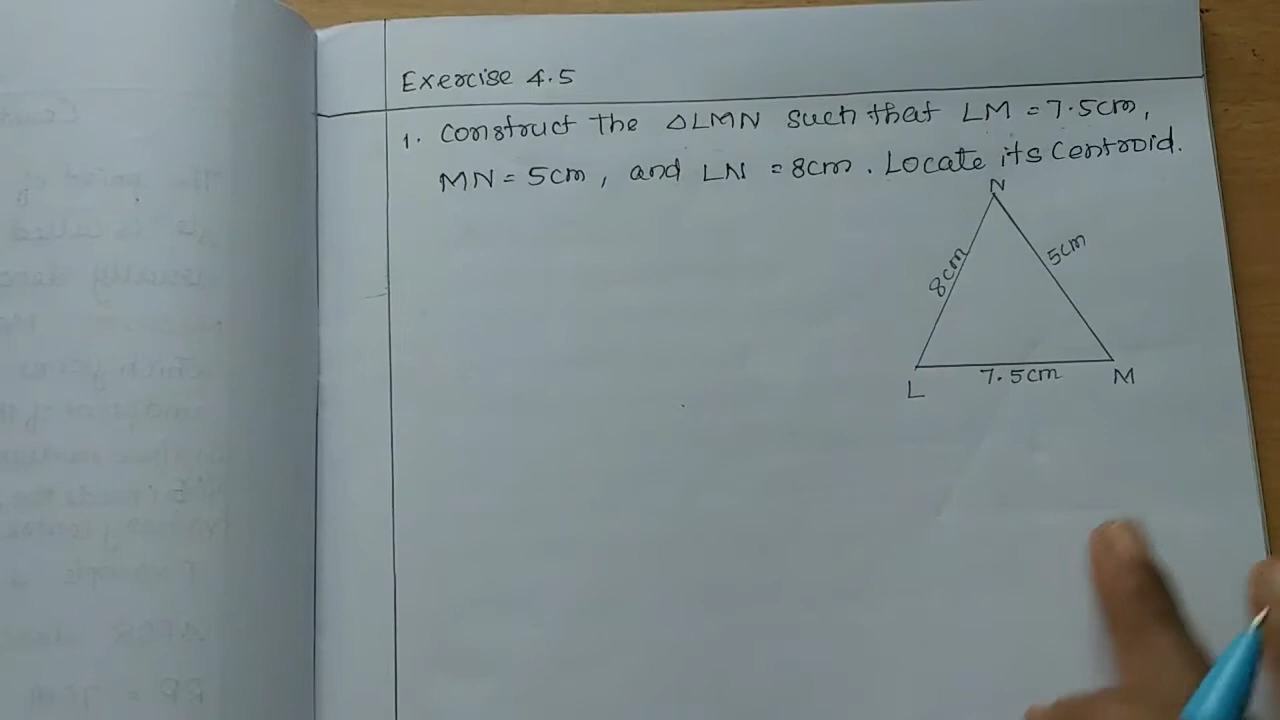 Exercise 4.5
1. Construct the △LMN such that LM = 7.5cm,
MN = 5cm, and LN = 8cm. Locate its Centroid.
N
8cm
5cm
7.5cm
L
M